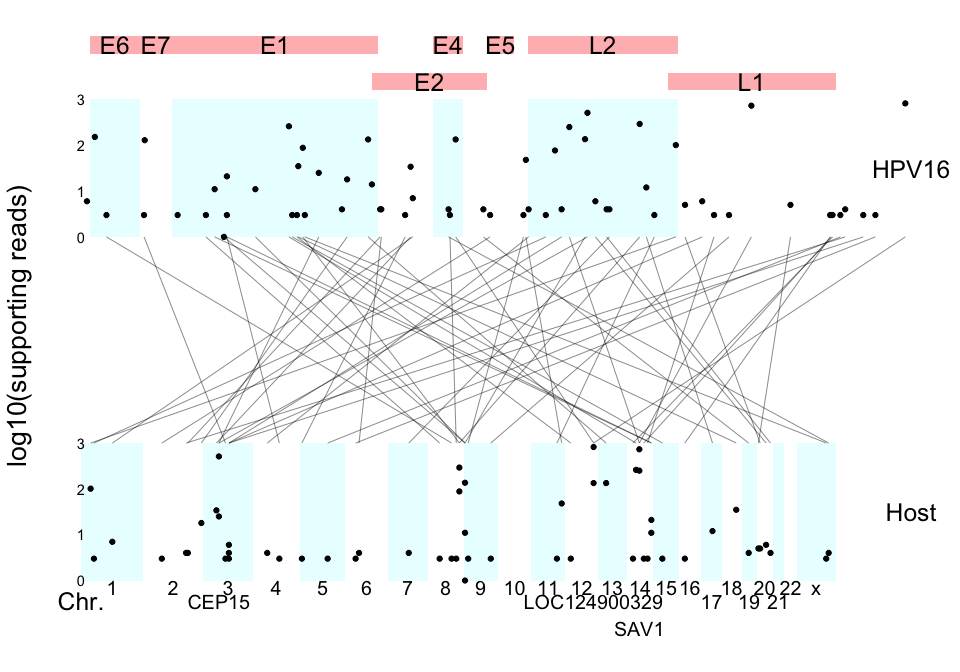 E6 E7 E1 E4 E5 L2
E2 L1
3
2
1
0
HPV16
log10(supporting reads)
3
2
1
0
Host
1 2 3 4 5 6 7 8 9 10 11 12 13 14 15 16 18 20 22 x
Chr. CEP15 LOC124900329 17 19 21
SAV1